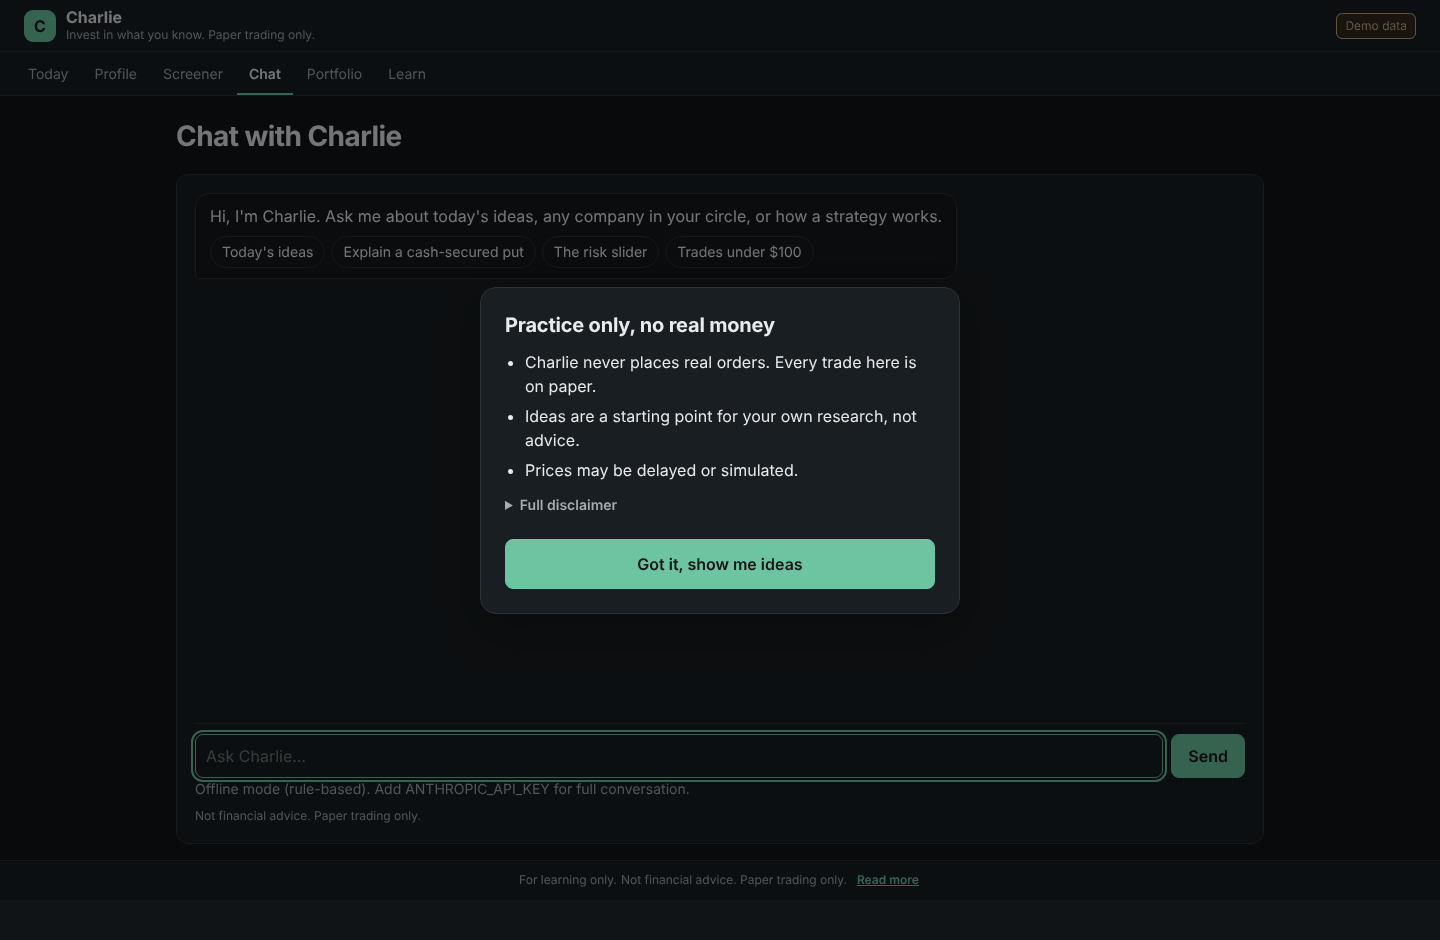 C
Charlie
Invest in what you know. Paper trading only.
Demo data
Today
Profile
Screener
Chat
Portfolio
Learn
Chat with Charlie
Hi, I'm Charlie. Ask me about today's ideas, any company in your circle, or how a strategy works.
Today's ideas
Explain a cash-secured put
The risk slider
Trades under $100
Practice only, no real money
• Charlie never places real orders. Every trade here is
on paper.
• Ideas are a starting point for your own research, not
advice.
• Prices may be delayed or simulated.
Full disclaimer
Got it, show me ideas
Ask Charlie...
Send
Offline mode (rule-based). Add ANTHROPIC_API_KEY for full conversation.
Not financial advice. Paper trading only.
For learning only. Not financial advice. Paper trading only. Read more